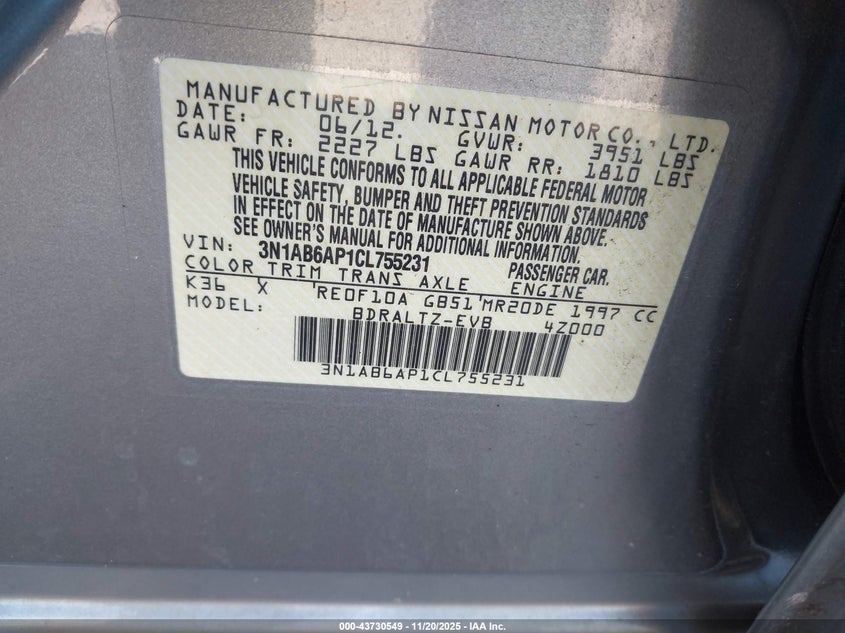 MANUFACTURED BY NISSAN MOTOR CO., LTD.
DATE: 06/12. GVWR: 3951 LBS
GAWR FR: 2227 LBS GAWR RR: 1810 LBS
THIS VEHICLE CONFORMS TO ALL APPLICABLE FEDERAL MOTOR
VEHICLE SAFETY, BUMPER AND THEFT PREVENTION STANDARDS
IN EFFECT ON THE DATE OF MANUFACTURE SHOWN ABOVE.
SEE OWNER'S MANUAL FOR ADDITIONAL INFORMATION.
VIN: 3N1AB6AP1CL755231 PASSENGER CAR.
COLOR TRIM TRANS AXLE ENGINE
K36 X RE0F10A GB51 MR20DE 1997 CC
MODEL: BDRALTZ-EVB 4Z000
3N1AB6AP1CL755231
000-43730549 - 11/20/2025 - IAA Inc.